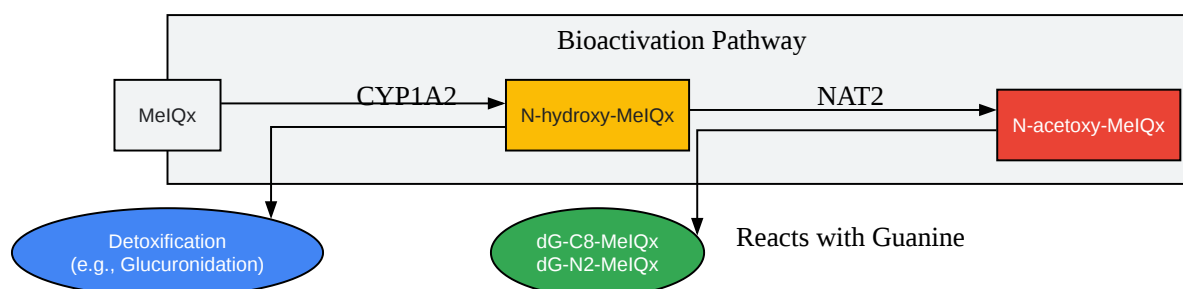 Bioactivation Pathway
MeIQx
CYP1A2
N-hydroxy-MeIQx
NAT2
N-acetoxy-MeIQx
Detoxification
(e.g., Glucuronidation)
dG-C8-MeIQx
dG-N2-MeIQx
Reacts with Guanine